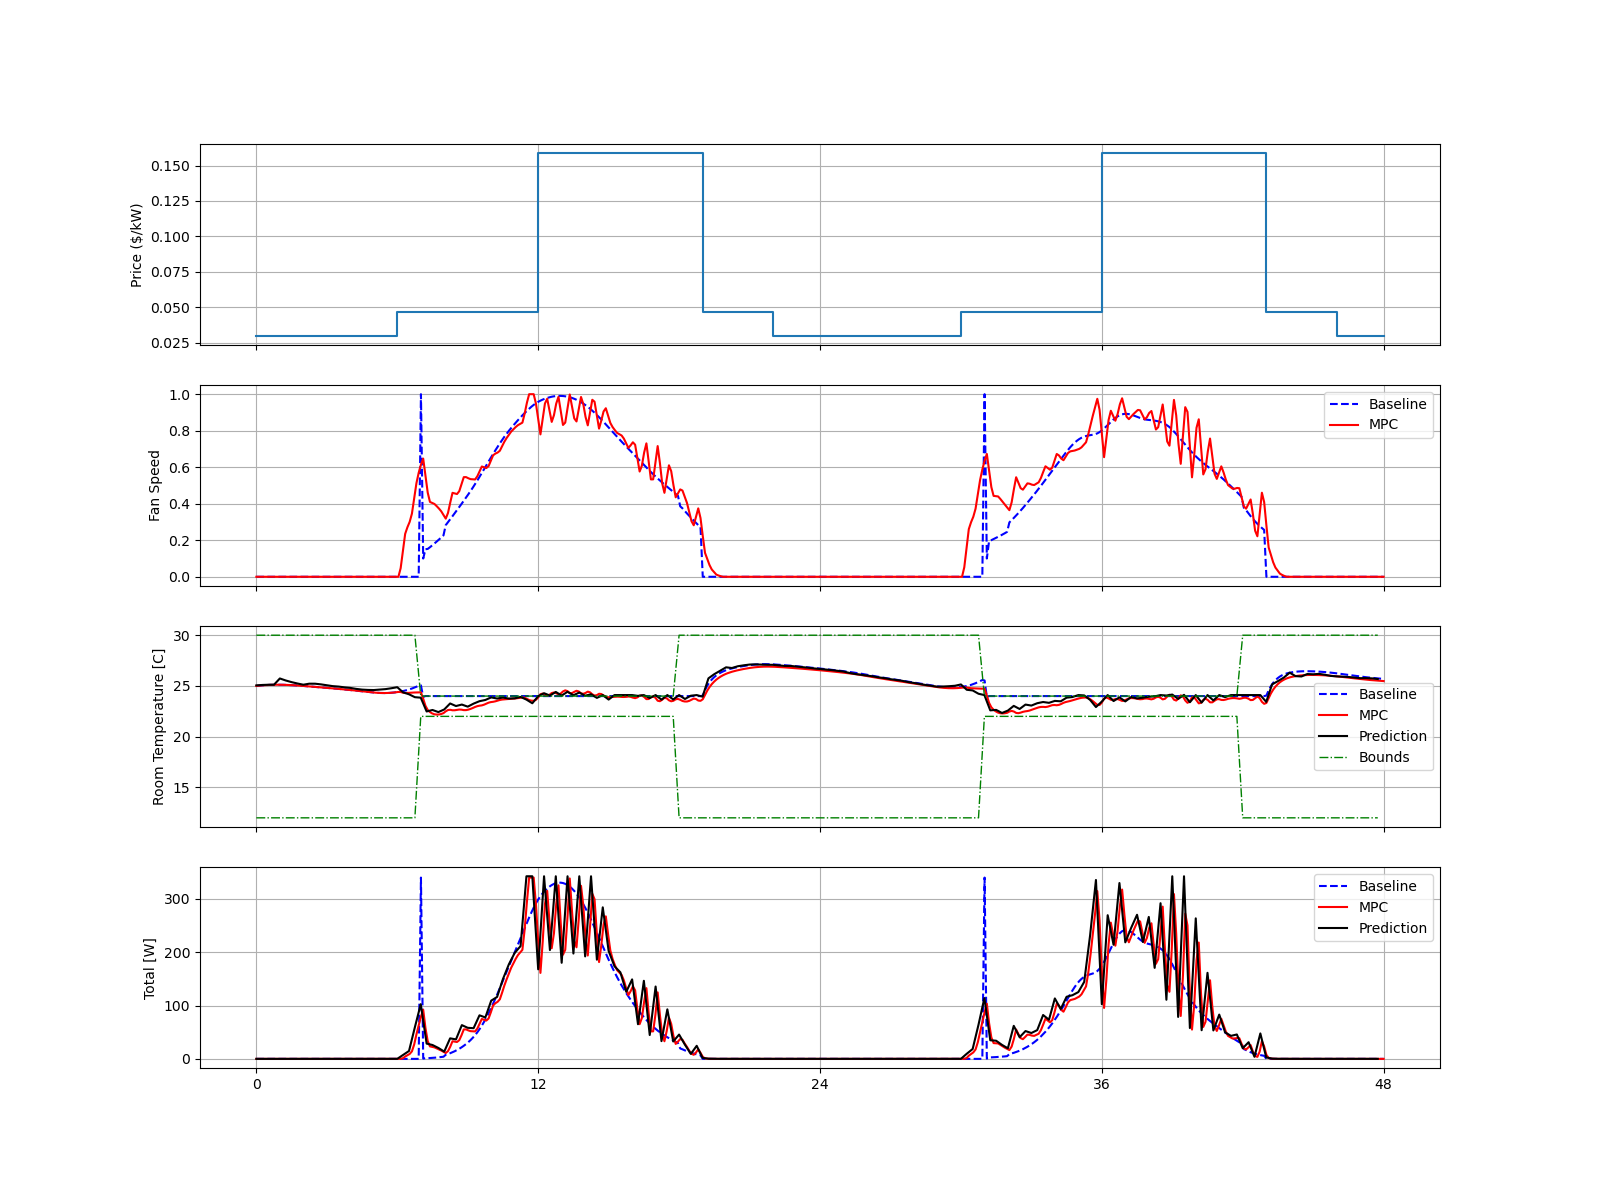 Price ($/kW)
0.150
0.125
0.100
0.075
0.050
0.025
Fan Speed
1.0
0.8
0.6
0.4
0.2
0.0
Baseline
MPC
Room Temperature [C]
30
25
20
15
Baseline
MPC
Prediction
Bounds
Total [W]
300
200
100
0
Baseline
MPC
Prediction
0 12 24 36 48